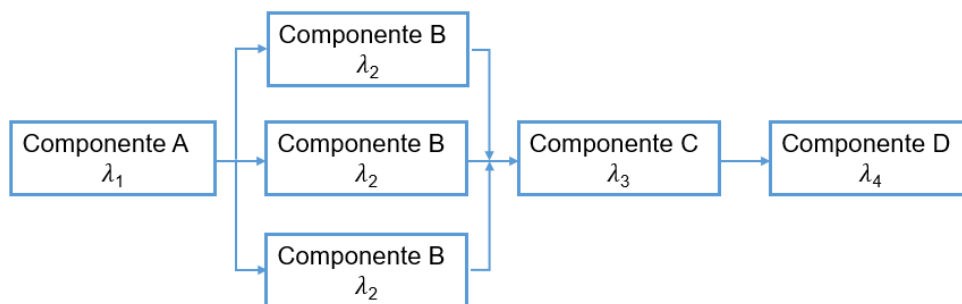 Componente B
λ₂
Componente A
λ₁
Componente B
λ₂
Componente C
λ₃
Componente D
λ₄
Componente B
λ₂